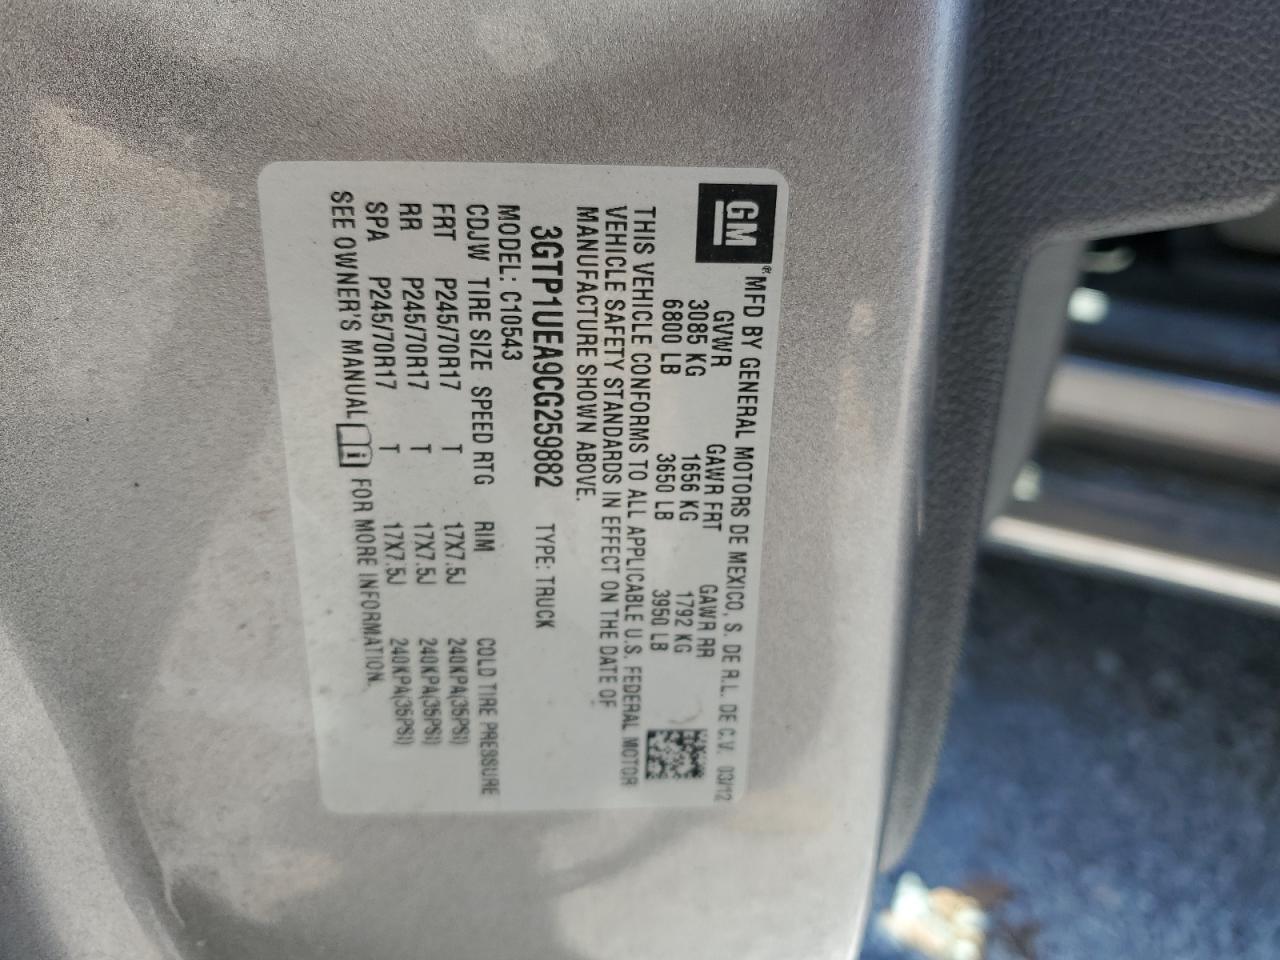 GM® MFD BY GENERAL MOTORS DE MEXICO, S. DE R.L. DE C.V. 03/12
GVWR GAWR FRT GAWR RR
3085 KG 1656 KG 1792 KG
6800 LB 3650 LB 3950 LB
THIS VEHICLE CONFORMS TO ALL APPLICABLE U.S. FEDERAL MOTOR
VEHICLE SAFETY STANDARDS IN EFFECT ON THE DATE OF
MANUFACTURE SHOWN ABOVE.
3GTP1UEA9CG259882 TYPE: TRUCK
MODEL: C10543
CDJW TIRE SIZE SPEED RTG RIM COLD TIRE PRESSURE
FRT P245/70R17 T 17X7.5J 240KPA(35PSI)
RR P245/70R17 T 17X7.5J 240KPA(35PSI)
SPA P245/70R17 T 17X7.5J 240KPA(35PSI)
SEE OWNER'S MANUAL i FOR MORE INFORMATION.